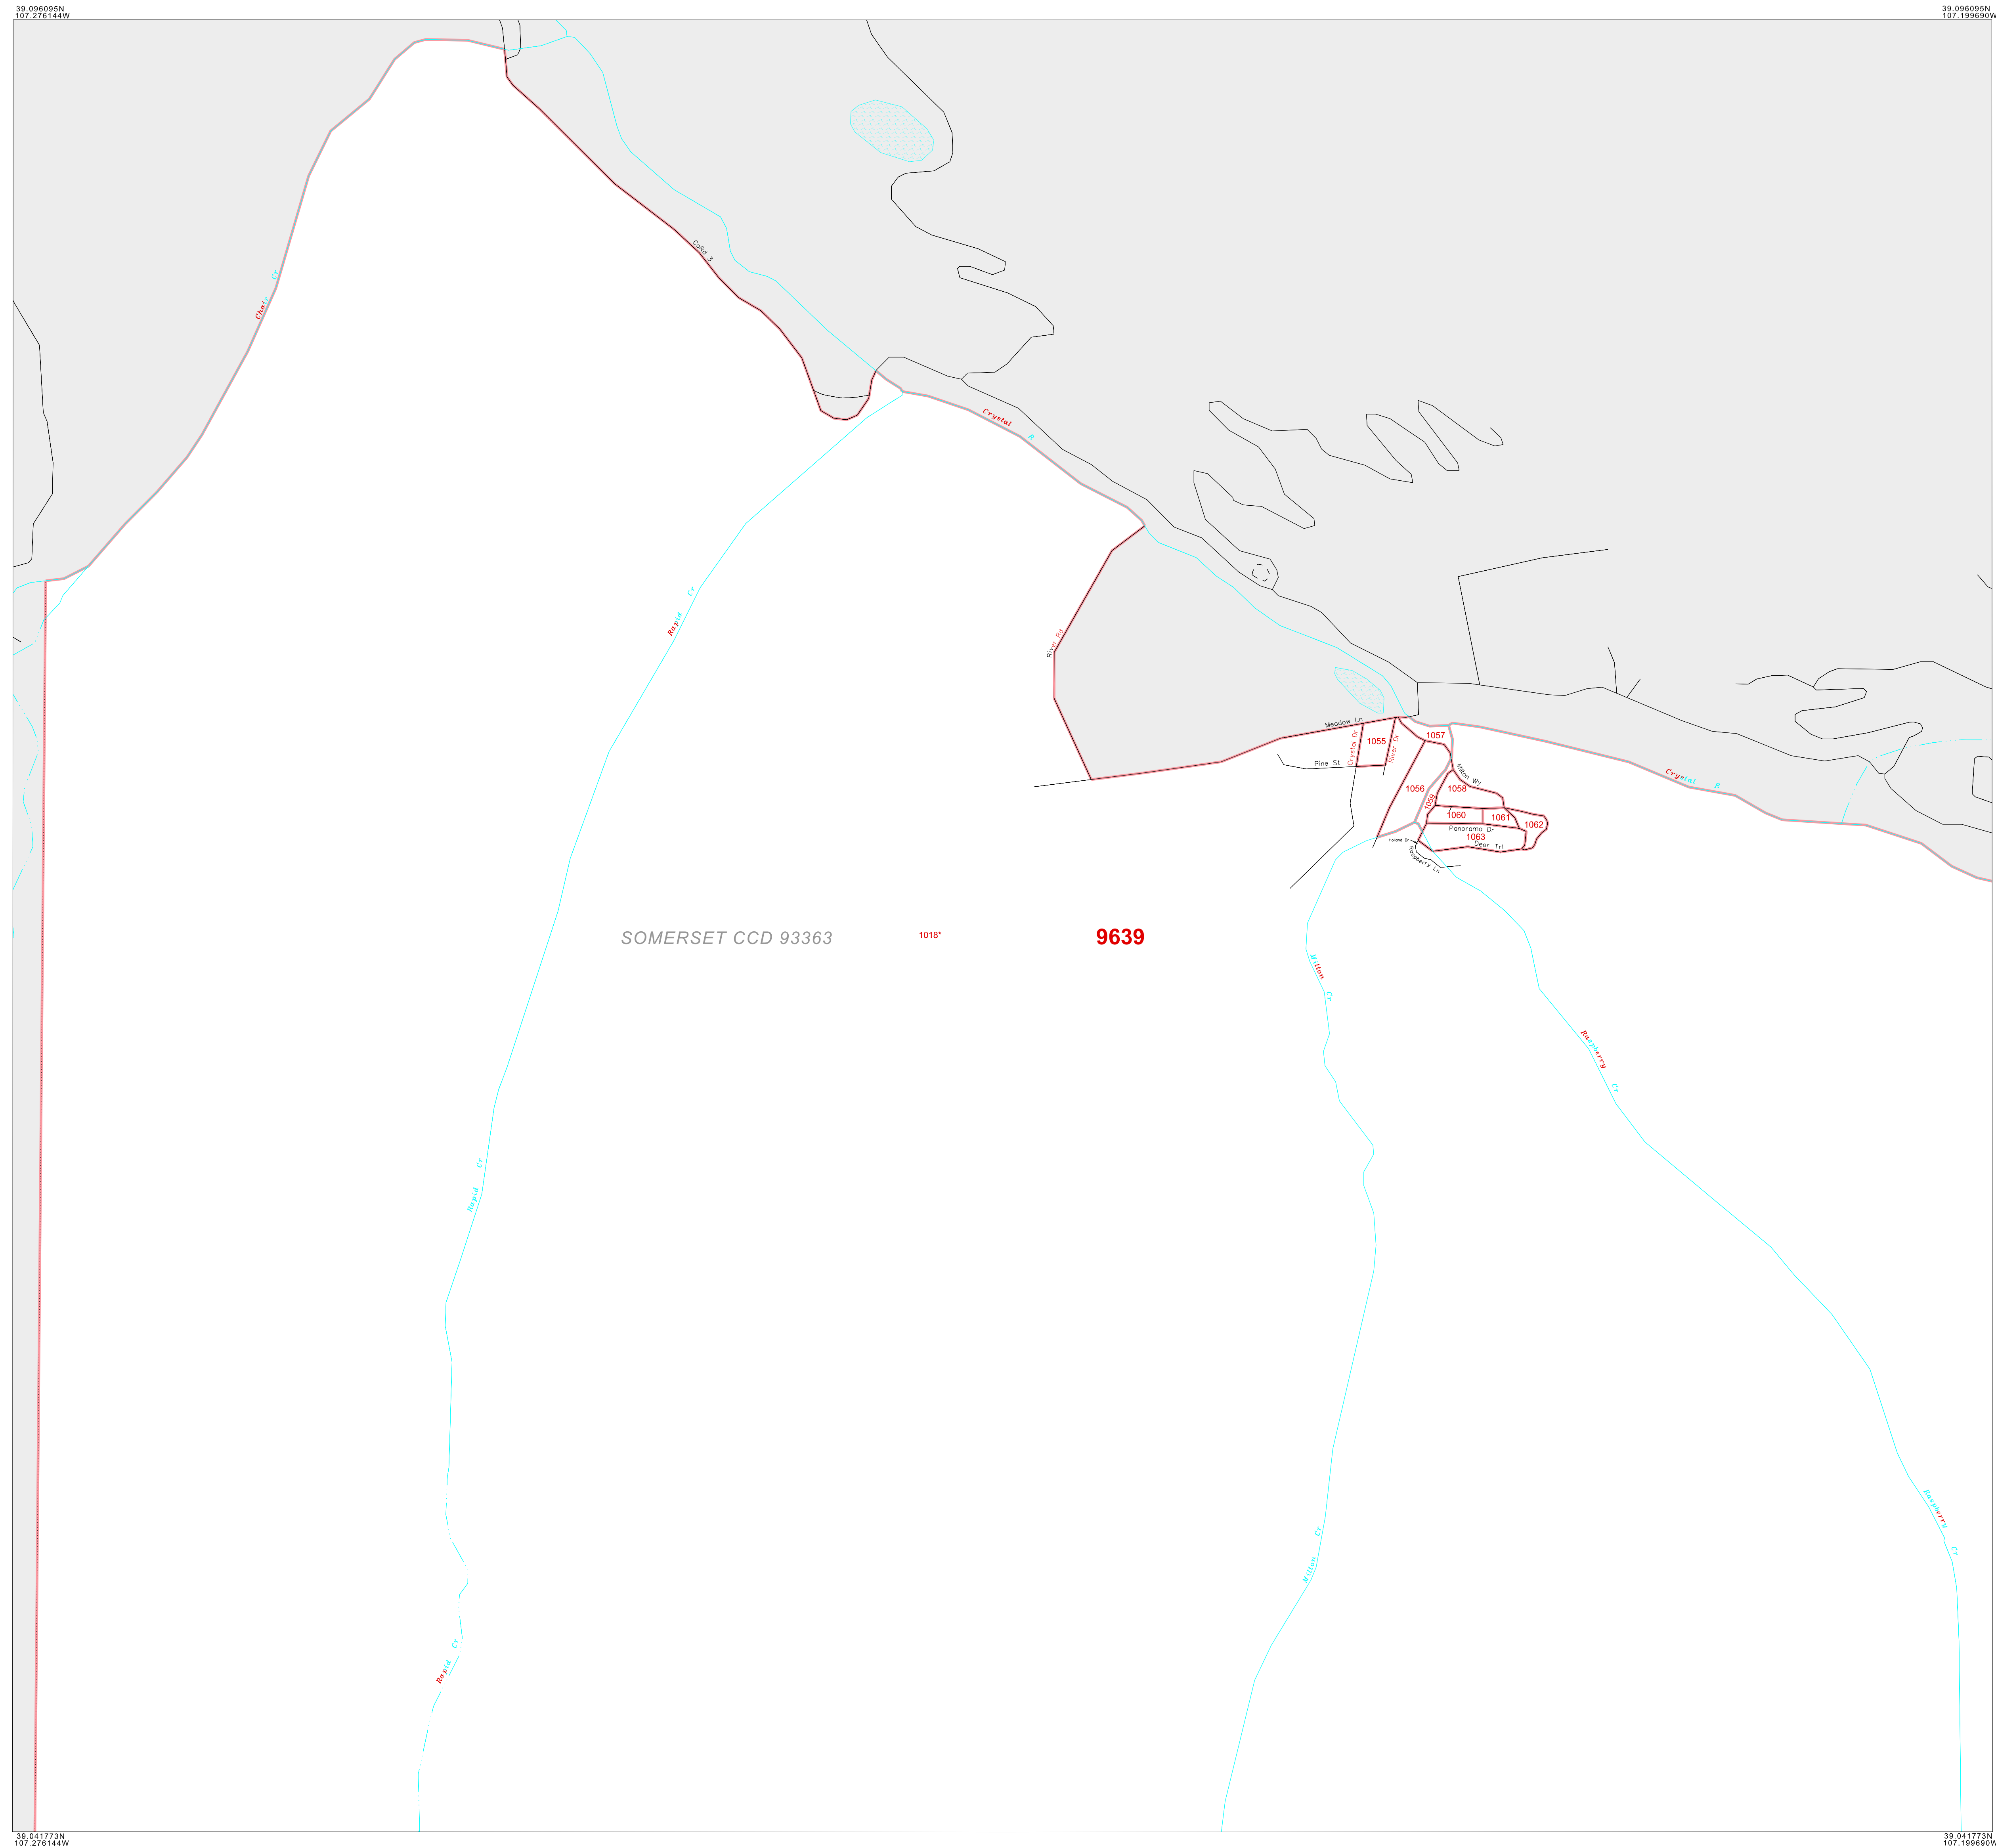 39.096095N
107.276144W
39.096095N
107.199690W
CoRd 3
Chair Cr
Crystal R
Rapid Cr
River Rd
Meadow Ln
Crystal Dr
1055
River Dr
1057
Pine St
Milton Wy
1056
1058
1059
1060
1061
1062
Panorama Dr
1063
Deer Trl
Holland Dr
Raspberry Ln
Crystal R
SOMERSET CCD 93363
1018*
9639
Milton Cr
Raspberry Cr
Rapid Cr
Raspberry Cr
Milton Cr
Rapid Cr
39.041773N
107.276144W
39.041773N
107.199690W